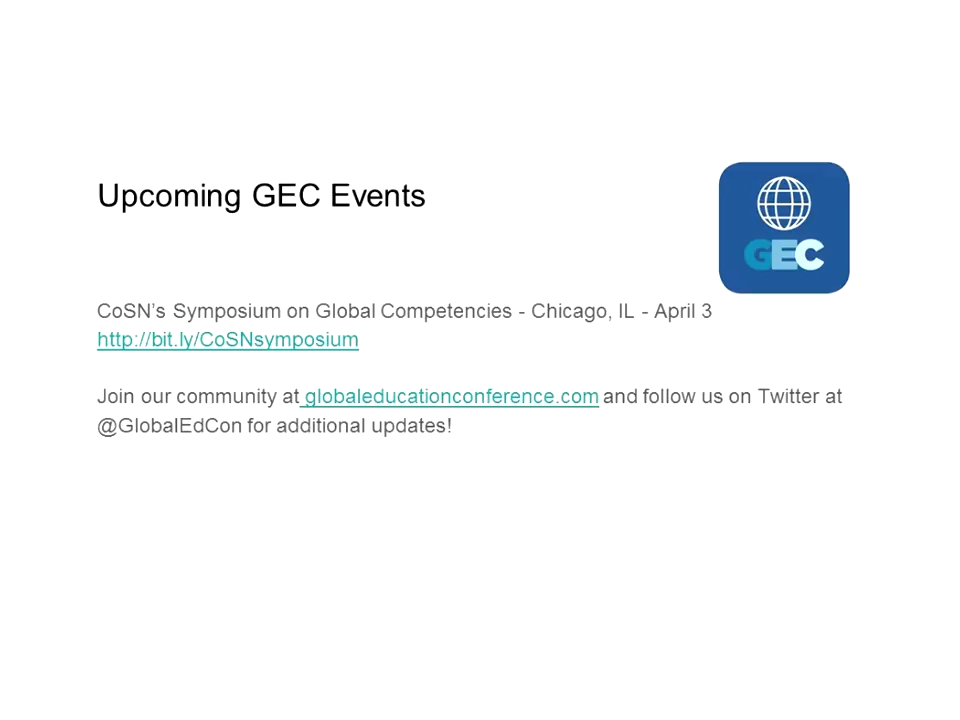 Upcoming GEC Events
GEC
CoSN’s Symposium on Global Competencies - Chicago, IL - April 3
http://bit.ly/CoSNsymposium
Join our community at globaleducationconference.com and follow us on Twitter at
@GlobalEdCon for additional updates!